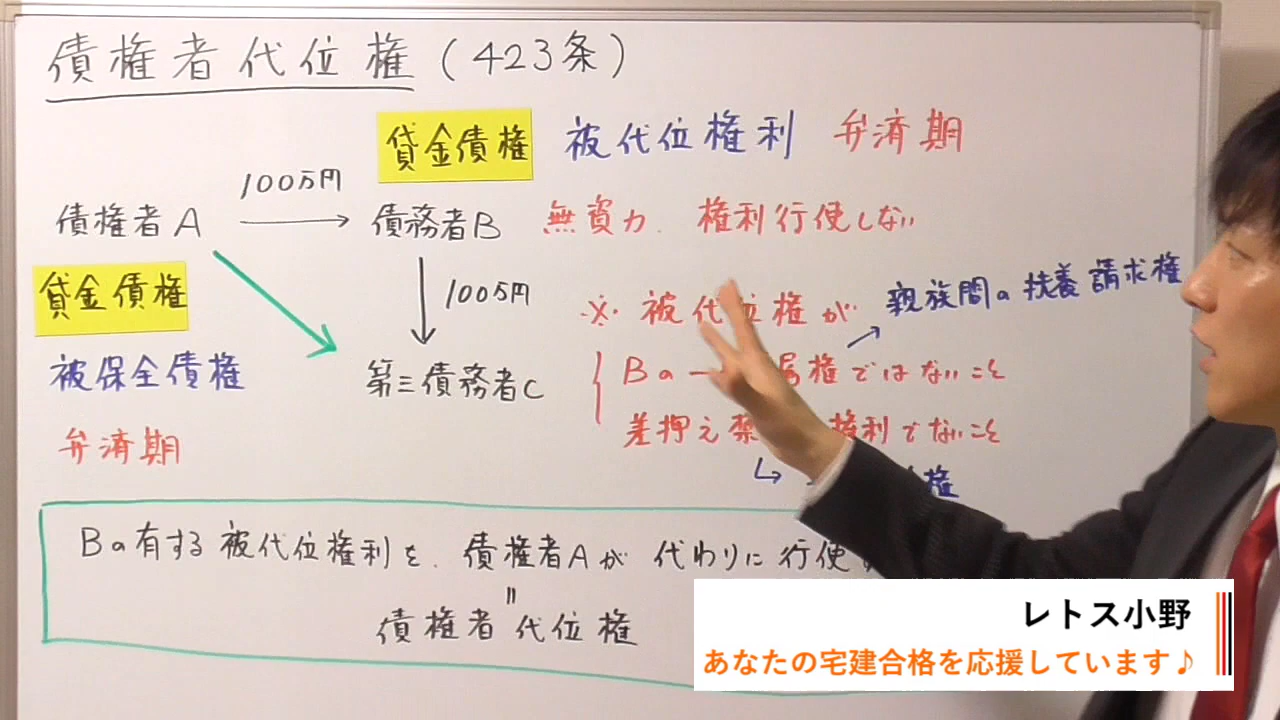 債権者代位権(423条)
貸金債権 被代位権利 弁済期
100万円
債権者A 債務者B 無資力. 権利行使しない
貸金債権
100万円
※ 被代位権が 親族間の扶養請求権
被保全債権
第三債務者C
Bの一 権ではないこと
弁済期
差押え 権利でないこと
権
Bの有する被代位権利を、債権者Aが 代わりに行使
=
債権者代位権
レトス小野
あなたの宅建合格を応援しています♪